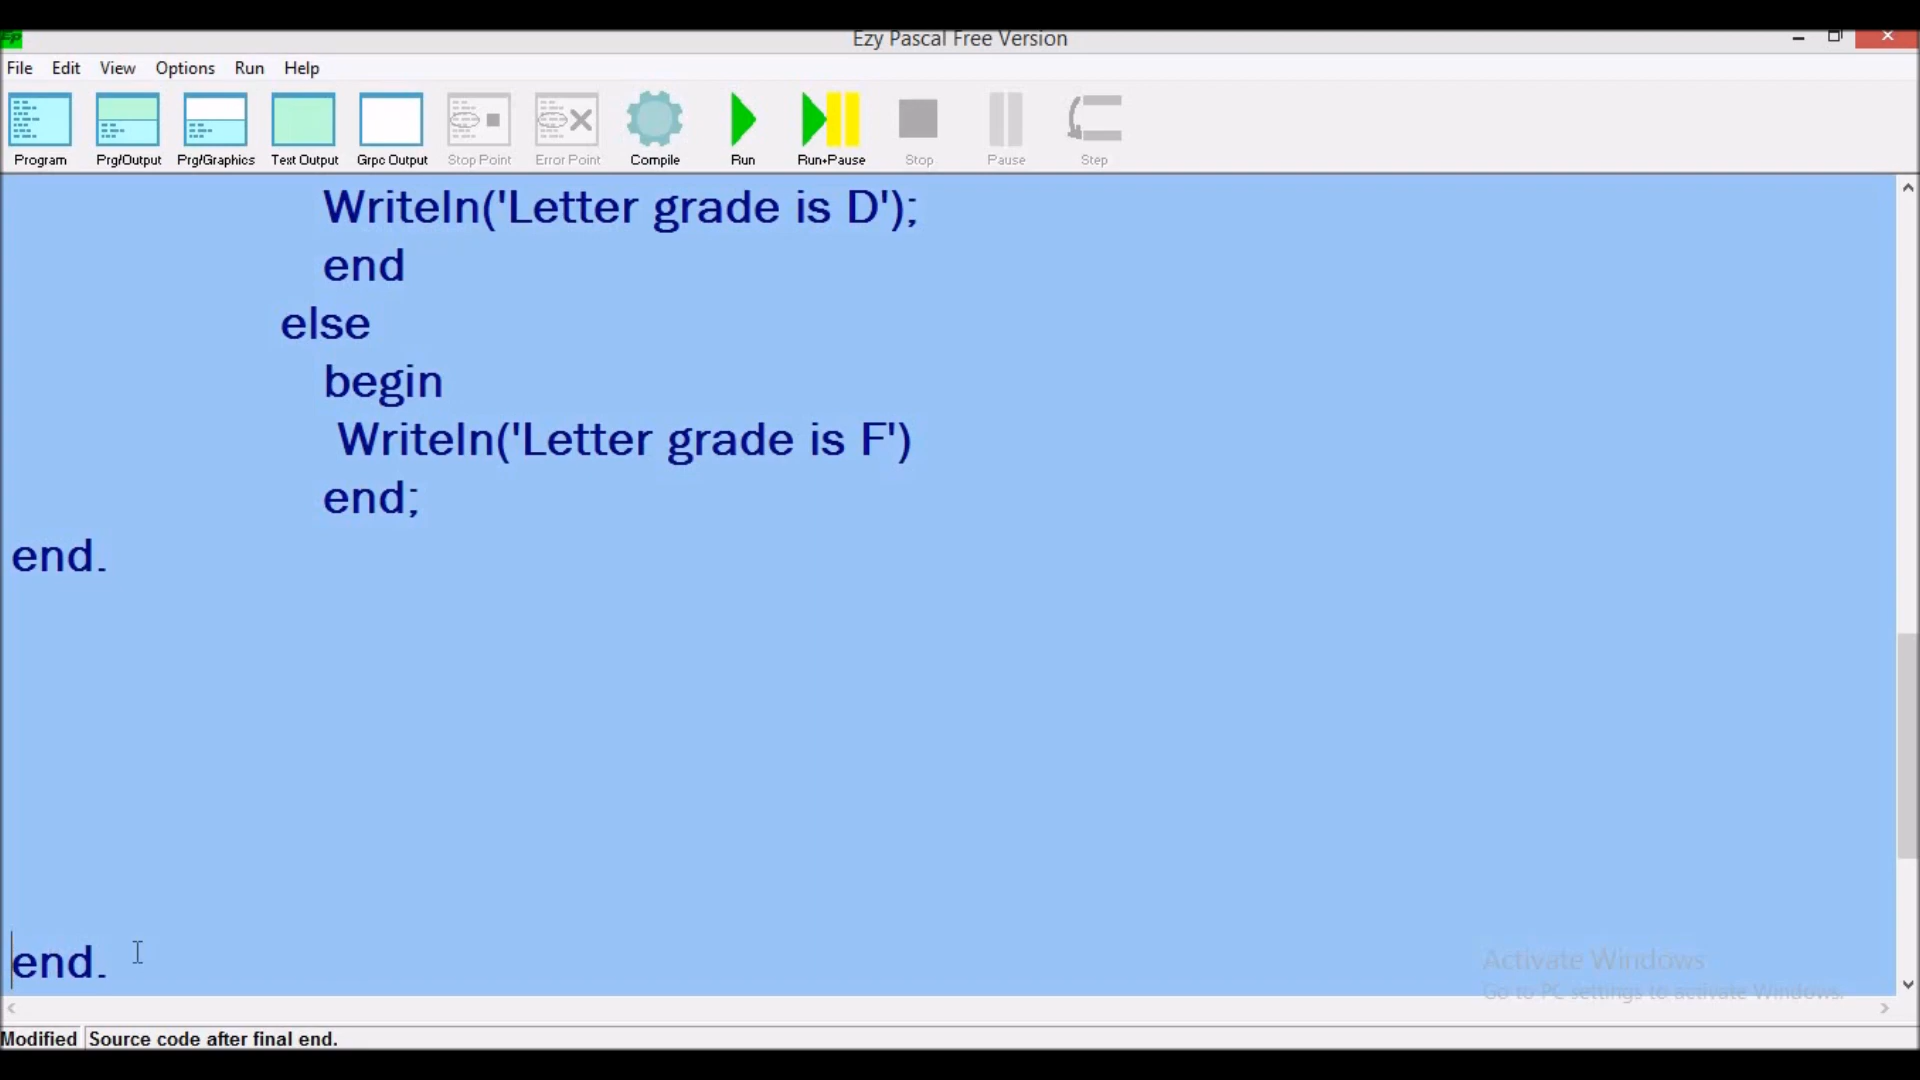 EP
Ezy Pascal Free Version
File Edit View Options Run Help
Program Prg/Output Prg/Graphics Text Output Grpc Output Stop Point Error Point Compile Run Run+Pause Stop Pause Step
Writeln('Letter grade is D');
end
else
begin
Writeln('Letter grade is F')
end;
end.
end.
Activate Windows
Go to PC settings to activate Windows.
Modified Source code after final end.